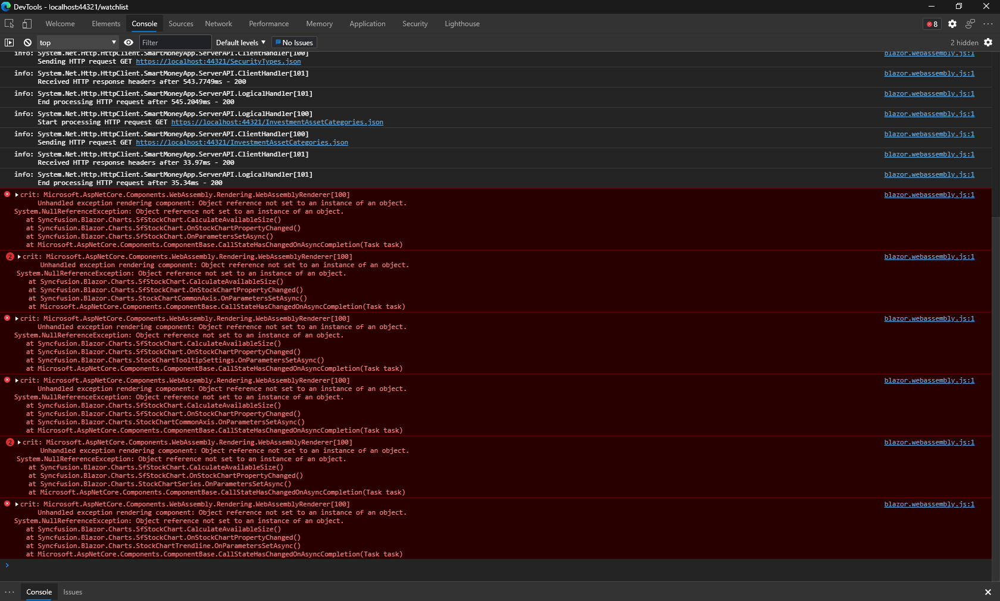 DevTools - localhost:44321/watchlist
Welcome Elements Console Sources Network Performance Memory Application Security Lighthouse 8
top Filter Default levels No Issues 2 hidden
info: System.Net.Http.HttpClient.SmartMoneyApp.ServerAPI.ClientHandler[100] blazor.webassembly.js:1
Sending HTTP request GET https://localhost:44321/SecurityTypes.json
info: System.Net.Http.HttpClient.SmartMoneyApp.ServerAPI.ClientHandler[101] blazor.webassembly.js:1
Received HTTP response headers after 543.7749ms - 200
info: System.Net.Http.HttpClient.SmartMoneyApp.ServerAPI.LogicalHandler[101] blazor.webassembly.js:1
End processing HTTP request after 545.2049ms - 200
info: System.Net.Http.HttpClient.SmartMoneyApp.ServerAPI.LogicalHandler[100] blazor.webassembly.js:1
Start processing HTTP request GET https://localhost:44321/InvestmentAssetCategories.json
info: System.Net.Http.HttpClient.SmartMoneyApp.ServerAPI.ClientHandler[100] blazor.webassembly.js:1
Sending HTTP request GET https://localhost:44321/InvestmentAssetCategories.json
info: System.Net.Http.HttpClient.SmartMoneyApp.ServerAPI.ClientHandler[101] blazor.webassembly.js:1
Received HTTP response headers after 33.97ms - 200
info: System.Net.Http.HttpClient.SmartMoneyApp.ServerAPI.LogicalHandler[101] blazor.webassembly.js:1
End processing HTTP request after 35.34ms - 200
crit: Microsoft.AspNetCore.Components.WebAssembly.Rendering.WebAssemblyRenderer[100] blazor.webassembly.js:1
Unhandled exception rendering component: Object reference not set to an instance of an object.
System.NullReferenceException: Object reference not set to an instance of an object.
at Syncfusion.Blazor.Charts.SfStockChart.CalculateAvailableSize()
at Syncfusion.Blazor.Charts.SfStockChart.OnStockChartPropertyChanged()
at Syncfusion.Blazor.Charts.SfStockChart.OnParametersSetAsync()
at Microsoft.AspNetCore.Components.ComponentBase.CallStateHasChangedOnAsyncCompletion(Task task)
2 crit: Microsoft.AspNetCore.Components.WebAssembly.Rendering.WebAssemblyRenderer[100] blazor.webassembly.js:1
Unhandled exception rendering component: Object reference not set to an instance of an object.
System.NullReferenceException: Object reference not set to an instance of an object.
at Syncfusion.Blazor.Charts.SfStockChart.CalculateAvailableSize()
at Syncfusion.Blazor.Charts.SfStockChart.OnStockChartPropertyChanged()
at Syncfusion.Blazor.Charts.StockChartCommonAxis.OnParametersSetAsync()
at Microsoft.AspNetCore.Components.ComponentBase.CallStateHasChangedOnAsyncCompletion(Task task)
crit: Microsoft.AspNetCore.Components.WebAssembly.Rendering.WebAssemblyRenderer[100] blazor.webassembly.js:1
Unhandled exception rendering component: Object reference not set to an instance of an object.
System.NullReferenceException: Object reference not set to an instance of an object.
at Syncfusion.Blazor.Charts.SfStockChart.CalculateAvailableSize()
at Syncfusion.Blazor.Charts.SfStockChart.OnStockChartPropertyChanged()
at Syncfusion.Blazor.Charts.StockChartTooltipSettings.OnParametersSetAsync()
at Microsoft.AspNetCore.Components.ComponentBase.CallStateHasChangedOnAsyncCompletion(Task task)
crit: Microsoft.AspNetCore.Components.WebAssembly.Rendering.WebAssemblyRenderer[100] blazor.webassembly.js:1
Unhandled exception rendering component: Object reference not set to an instance of an object.
System.NullReferenceException: Object reference not set to an instance of an object.
at Syncfusion.Blazor.Charts.SfStockChart.CalculateAvailableSize()
at Syncfusion.Blazor.Charts.SfStockChart.OnStockChartPropertyChanged()
at Syncfusion.Blazor.Charts.StockChartCommonAxis.OnParametersSetAsync()
at Microsoft.AspNetCore.Components.ComponentBase.CallStateHasChangedOnAsyncCompletion(Task task)
2 crit: Microsoft.AspNetCore.Components.WebAssembly.Rendering.WebAssemblyRenderer[100] blazor.webassembly.js:1
Unhandled exception rendering component: Object reference not set to an instance of an object.
System.NullReferenceException: Object reference not set to an instance of an object.
at Syncfusion.Blazor.Charts.SfStockChart.CalculateAvailableSize()
at Syncfusion.Blazor.Charts.SfStockChart.OnStockChartPropertyChanged()
at Syncfusion.Blazor.Charts.StockChartSeries.OnParametersSetAsync()
at Microsoft.AspNetCore.Components.ComponentBase.CallStateHasChangedOnAsyncCompletion(Task task)
crit: Microsoft.AspNetCore.Components.WebAssembly.Rendering.WebAssemblyRenderer[100] blazor.webassembly.js:1
Unhandled exception rendering component: Object reference not set to an instance of an object.
System.NullReferenceException: Object reference not set to an instance of an object.
at Syncfusion.Blazor.Charts.SfStockChart.CalculateAvailableSize()
at Syncfusion.Blazor.Charts.SfStockChart.OnStockChartPropertyChanged()
at Syncfusion.Blazor.Charts.StockChartTrendline.OnParametersSetAsync()
at Microsoft.AspNetCore.Components.ComponentBase.CallStateHasChangedOnAsyncCompletion(Task task)
Console Issues